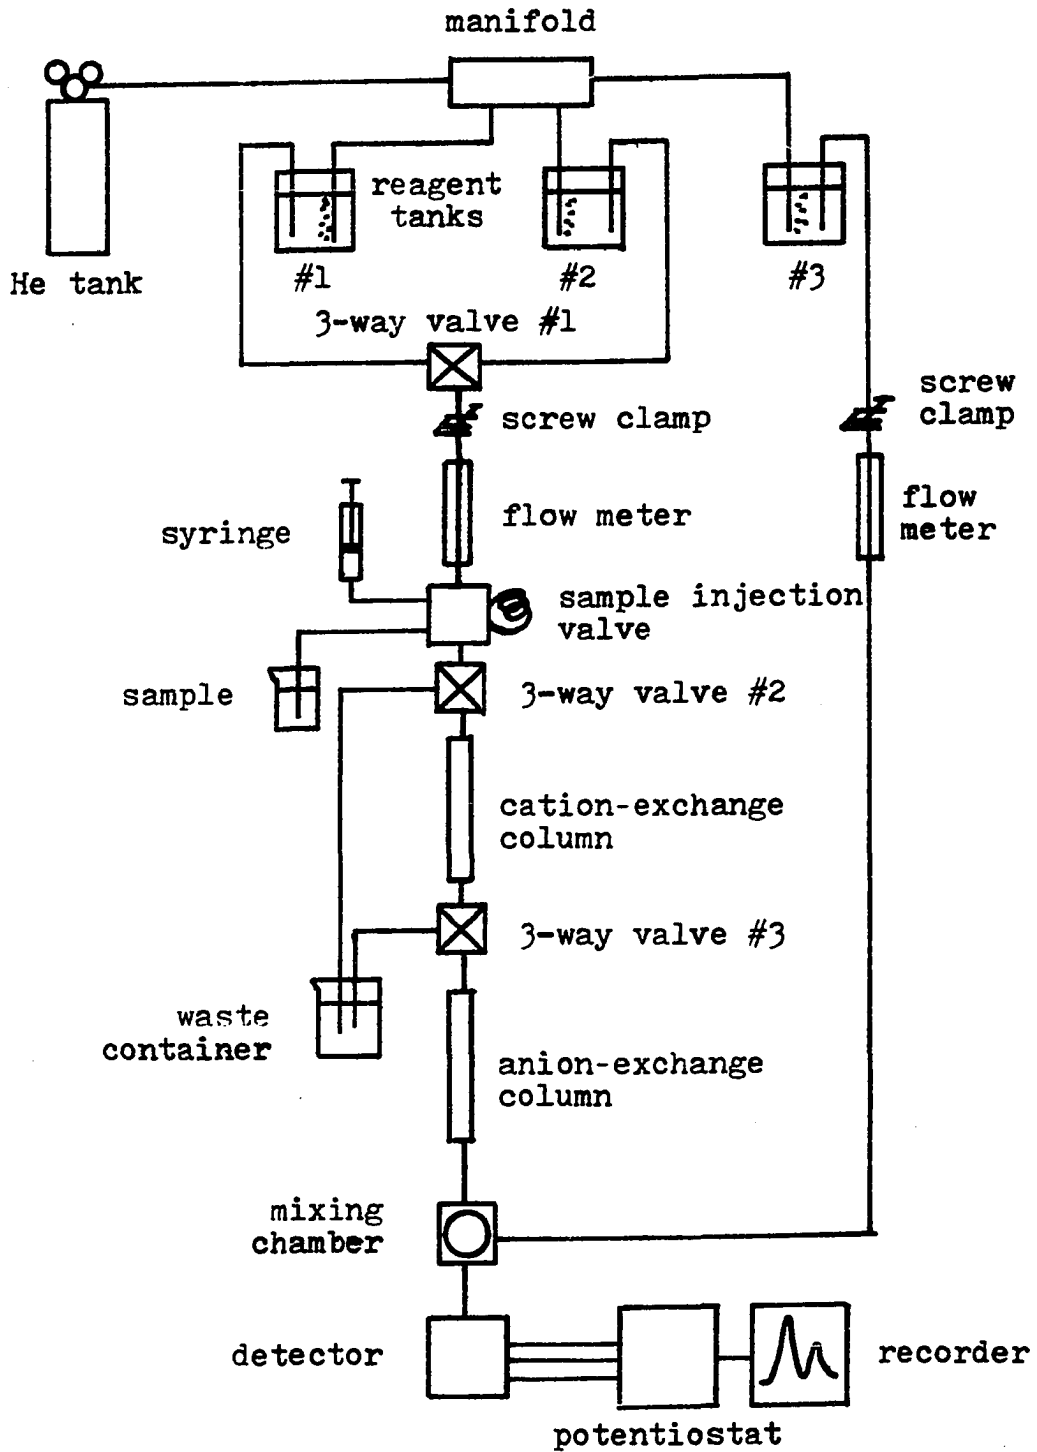 manifold
reagent
tanks
He tank
#1
#2
#3
3-way valve #1
screw
clamp
screw clamp
flow
meter
flow meter
syringe
sample injection
valve
sample
3-way valve #2
cation-exchange
column
3-way valve #3
waste
container
anion-exchange
column
mixing
chamber
detector
recorder
potentiostat